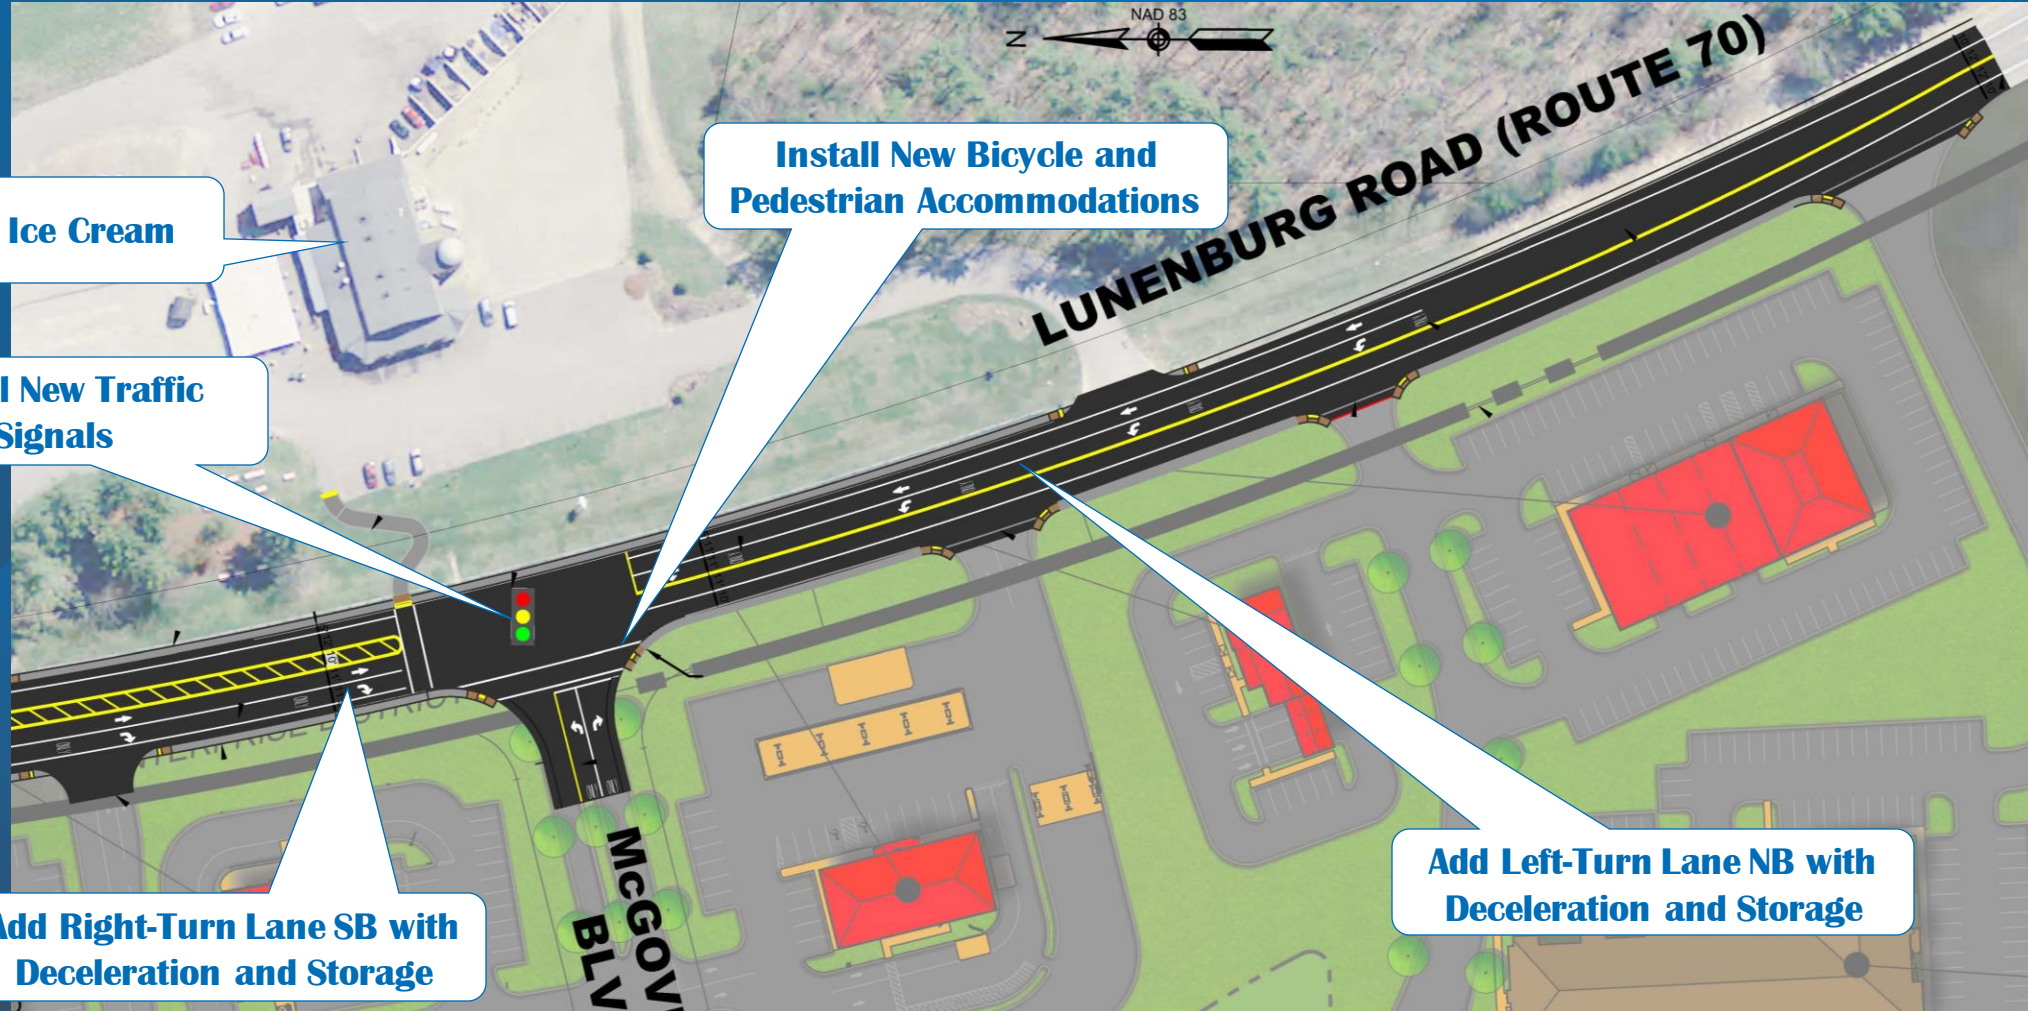 NAD 83
N
LUNENBURG ROAD (ROUTE 70)
Install New Bicycle and
Pedestrian Accommodations
Ice Cream
l New Traffic
Signals
Add Right-Turn Lane SB with
Deceleration and Storage
Add Left-Turn Lane NB with
Deceleration and Storage
McGOV
BLV